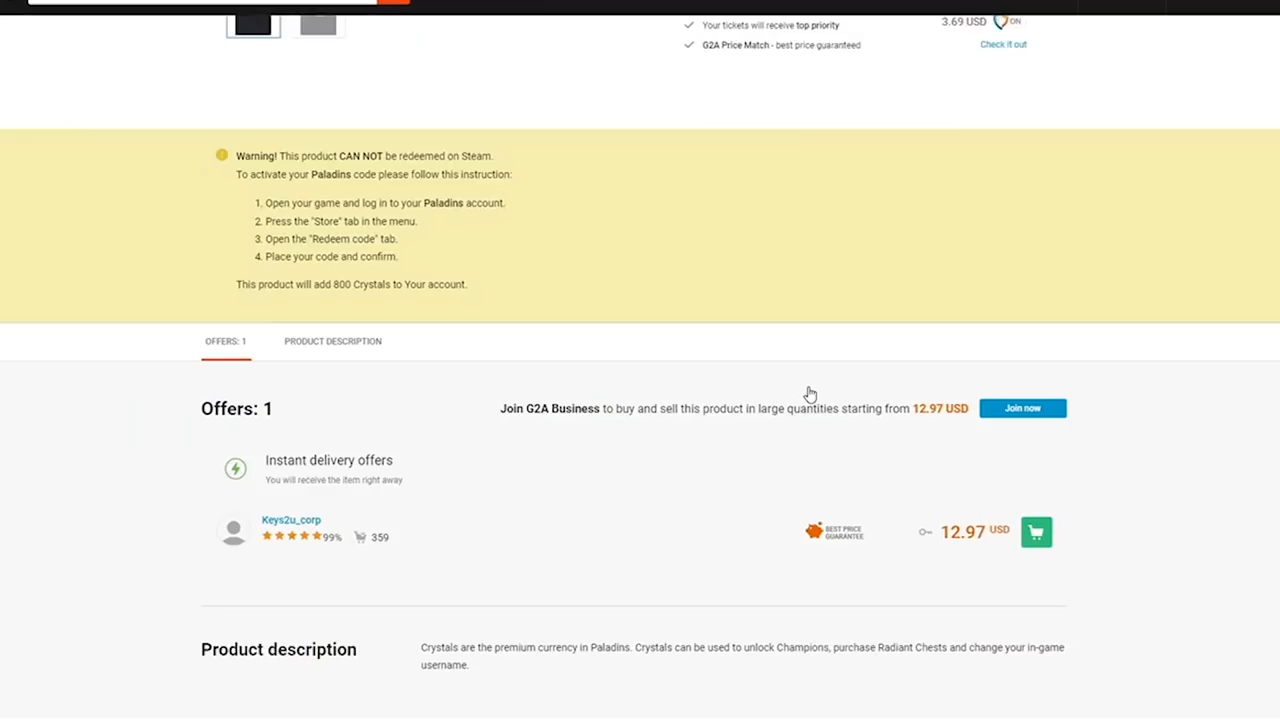 Your tickets will receive top priority
G2A Price Match - best price guaranteed
3.69 USD
ON
Check it out
Warning! This product CAN NOT be redeemed on Steam.
To activate your Paladins code please follow this instruction:
1. Open your game and log in to your Paladins account.
2. Press the "Store" tab in the menu.
3. Open the "Redeem code" tab.
4. Place your code and confirm.
This product will add 800 Crystals to Your account.
OFFERS: 1
PRODUCT DESCRIPTION
Offers: 1
Join G2A Business to buy and sell this product in large quantities starting from 12.97 USD
Join now
Instant delivery offers
You will receive the item right away
Keys2u_corp
99%
359
BEST PRICE
GUARANTEE
12.97 USD
Product description
Crystals are the premium currency in Paladins. Crystals can be used to unlock Champions, purchase Radiant Chests and change your in-game
username.